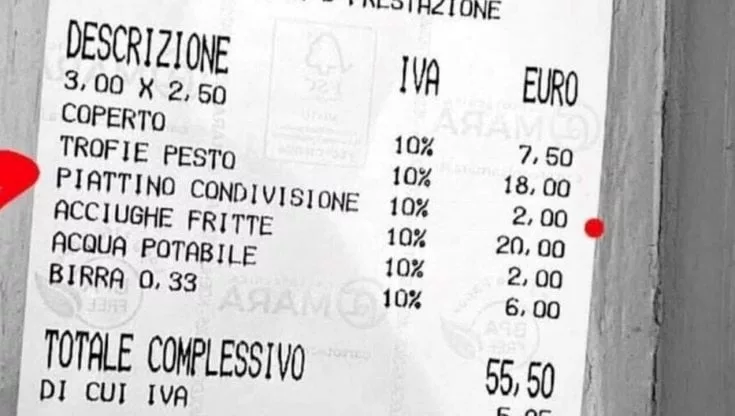 PRESTAZIONE
DESCRIZIONE IVA EURO
3,00 X 2,50
COPERTO 10% 7,50
TROFIE PESTO 10% 18,00
PIATTINO CONDIVISIONE 10% 2,00
ACCIUGHE FRITTE 10% 20,00
ACQUA POTABILE 10% 2,00
BIRRA 0,33 10% 6,00
TOTALE COMPLESSIVO 55,50
DI CUI IVA